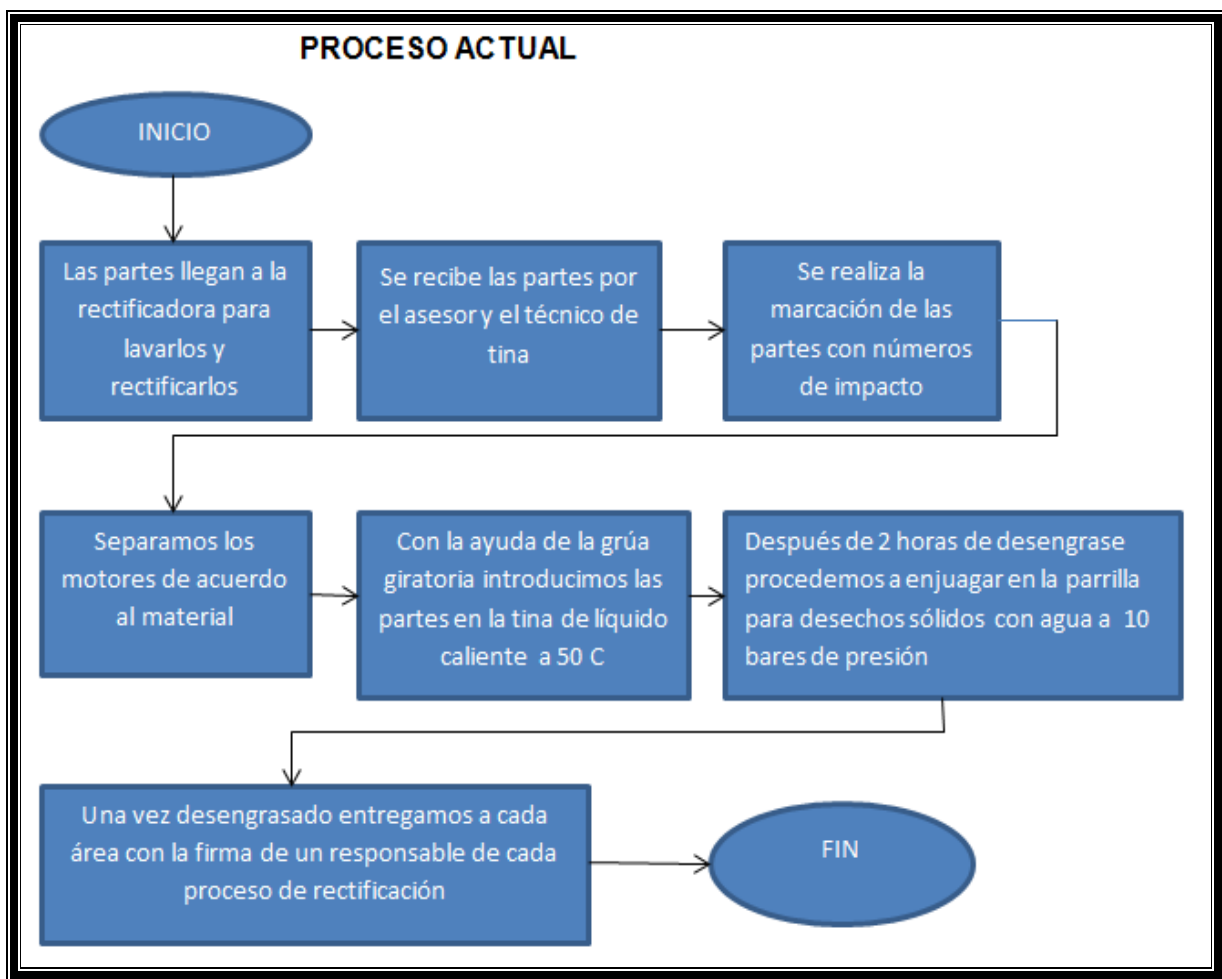 PROCESO ACTUAL
INICIO
Las partes llegan a la
rectificadora para
lavarlos y
rectificarlos
Se recibe las partes por
el asesor y el técnico de
tina
Se realiza la
marcación de las
partes con números
de impacto
Separamos los
motores de acuerdo
al material
Con la ayuda de la grúa
giratoria introducimos las
partes en la tina de líquido
caliente a 50 C
Después de 2 horas de desengrase
procedemos a enjuagar en la parrilla
para desechos sólidos con agua a 10
bares de presión
Una vez desengrasado entregamos a cada
área con la firma de un responsable de cada
proceso de rectificación
FIN